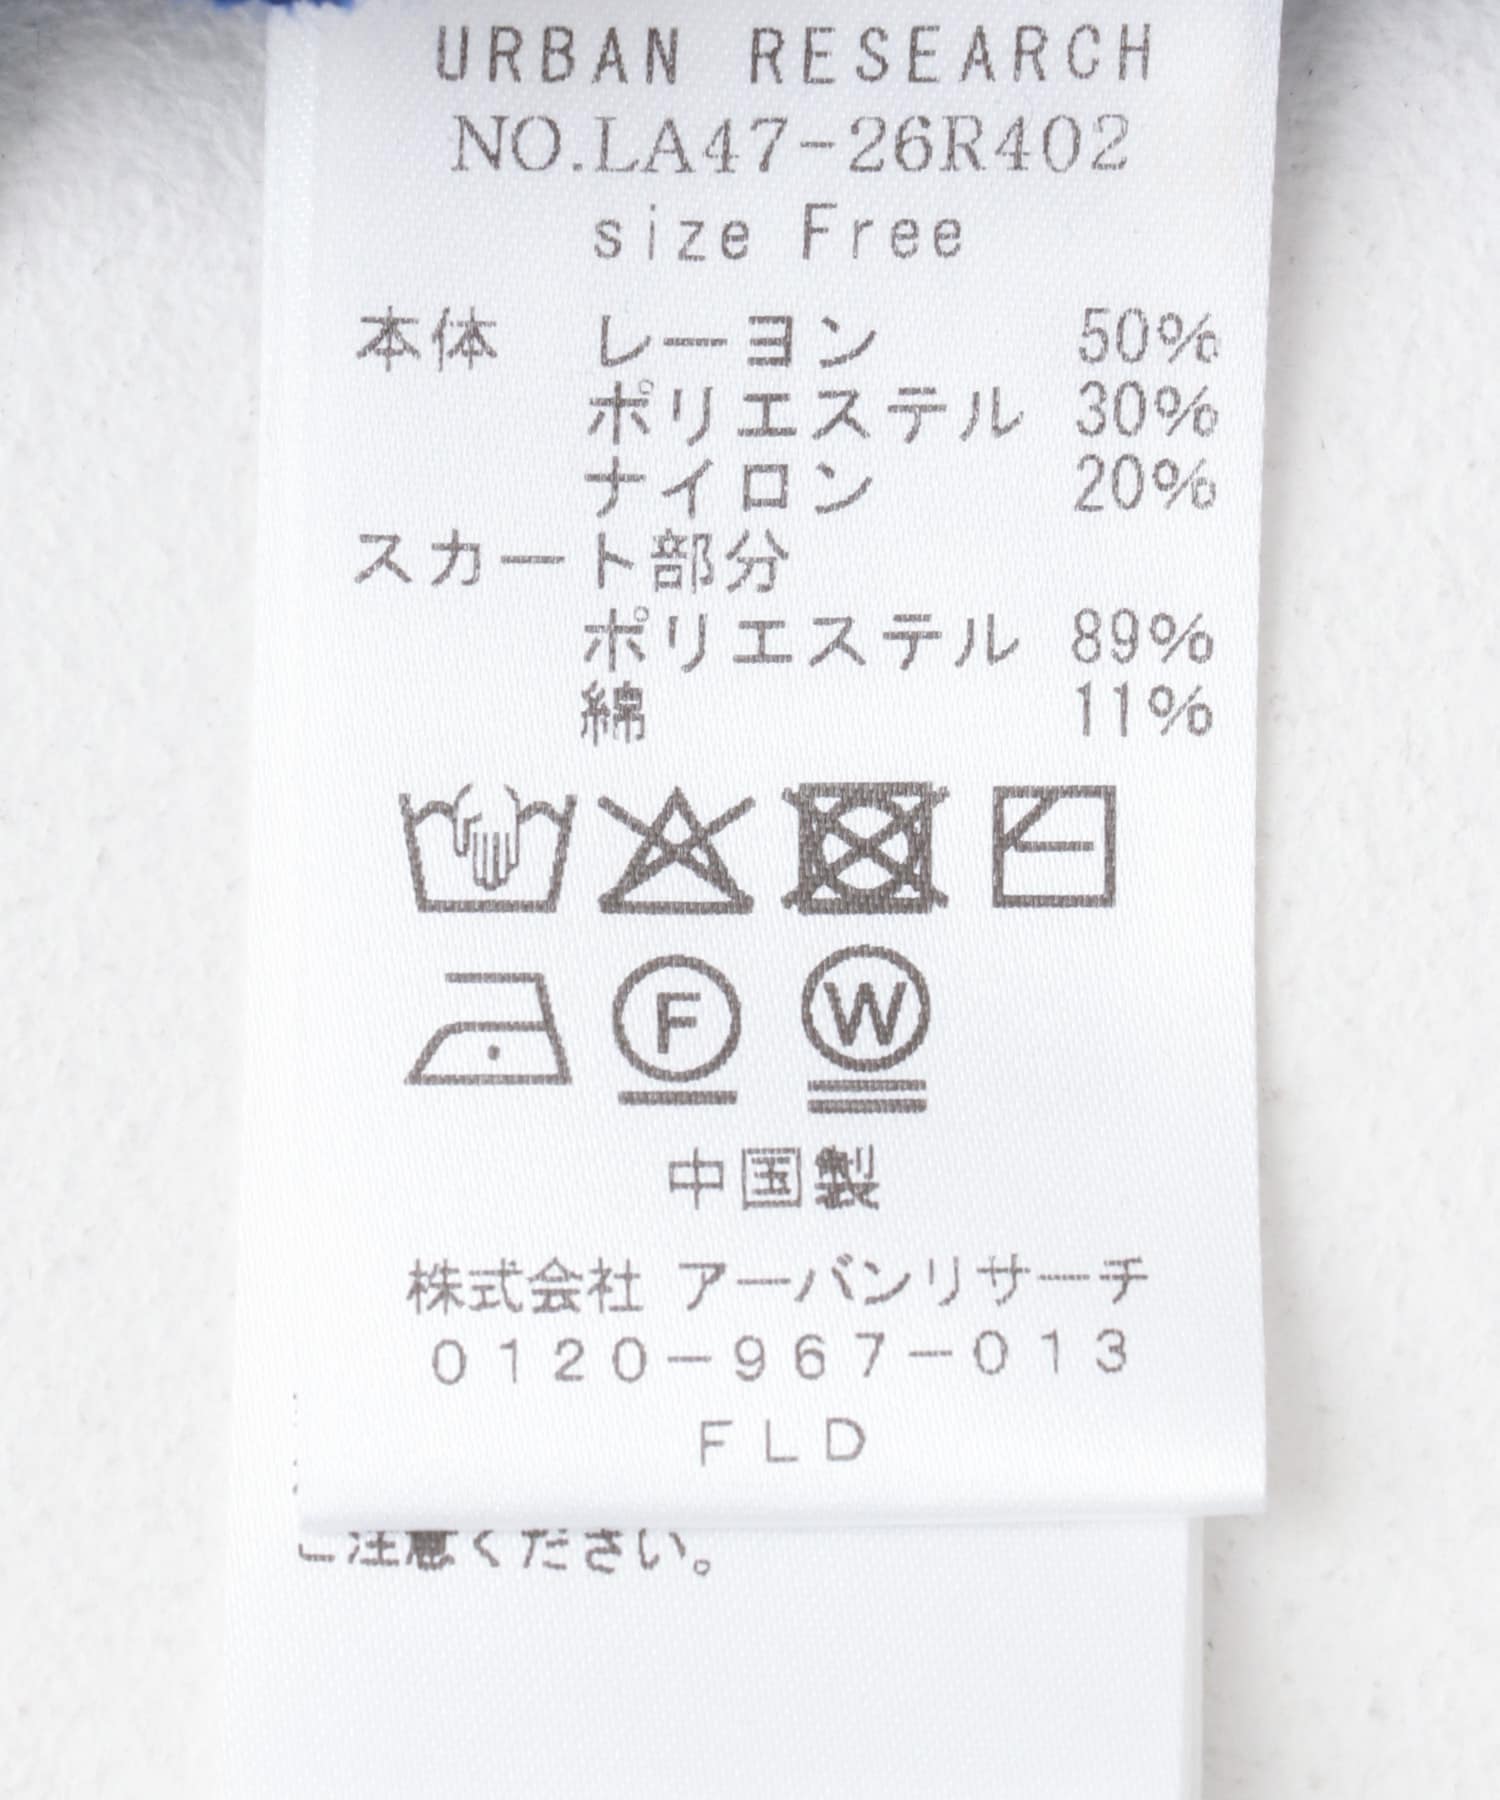 URBAN RESEARCH
NO.LA47-26R402
size Free
本体 レーヨン 50%
ポリエステル 30%
ナイロン 20%
スカート部分
ポリエステル 89%
綿 11%
F W
中国製
株式会社 アーバンリサーチ
0120-967-013
FLD
ご注意ください。